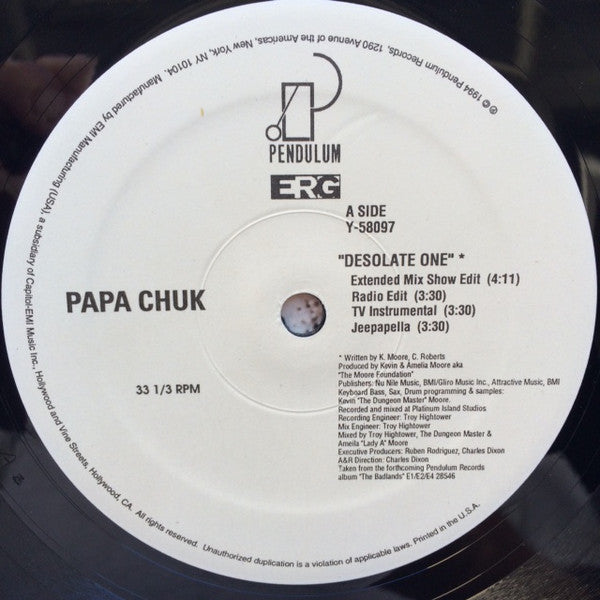 PENDULUM
ERG
A SIDE
Y-58097
"DESOLATE ONE" *
Extended Mix Show Edit (4:11)
Radio Edit (3:30)
TV Instrumental (3:30)
Jeepapella (3:30)
PAPA CHUK
33 1/3 RPM
* Written by K. Moore, C. Roberts
Produced by Kevin & Amelia Moore aka
"The Moore Foundation"
Publishers: Nu Nile Music, BMI/Gliro Music Inc., Attractive Music, BMI
Keyboard Bass, Sax, Drum programming & samples:
Kevin "The Dungeon Master" Moore.
Recorded and mixed at Platinum Island Studios
Recording Engineer: Troy Hightower
Mix Engineer: Troy Hightower
Mixed by Troy Hightower, The Dungeon Master &
Ameila "Lady A" Moore
Executive Producers: Ruben Rodriguez, Charles Dixon
A&R Direction: Charles Dixon
Taken from the forthcoming Pendulum Records
album "The Badlands" E1/E2/E4 28546
℗ © 1994 Pendulum Records, 1290 Avenue of the Americas, New York, NY 10104. Manufactured by EMI Manufacturing (USA), a subsidiary of Capitol-EMI Music Inc., Hollywood and Vine Streets, Hollywood, CA. All rights reserved. Unauthorized duplication is a violation of applicable laws. Printed in the U.S.A.